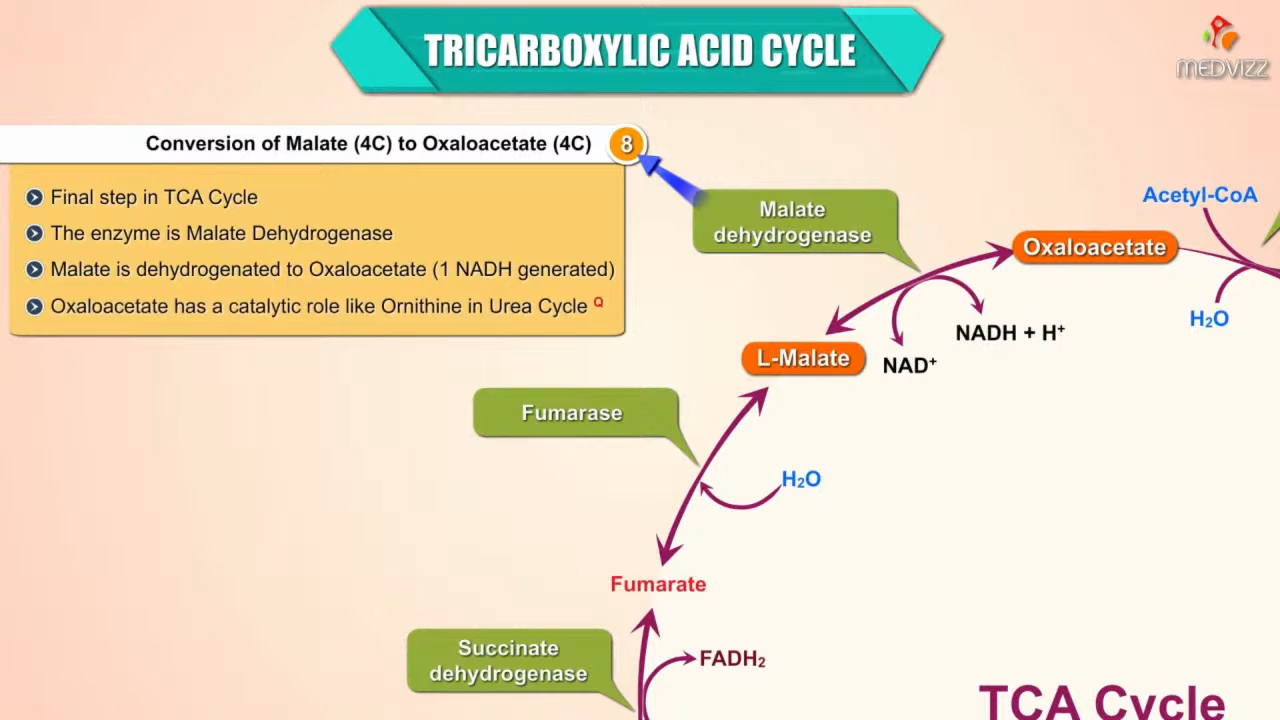 TRICARBOXYLIC ACID CYCLE
MEDVIZZ
Conversion of Malate (4C) to Oxaloacetate (4C) 8
Final step in TCA Cycle
The enzyme is Malate Dehydrogenase
Malate is dehydrogenated to Oxaloacetate (1 NADH generated)
Oxaloacetate has a catalytic role like Ornithine in Urea Cycle Q
Malate
dehydrogenase
Acetyl-CoA
Oxaloacetate
H₂O
NADH + H⁺
L-Malate
NAD⁺
Fumarase
H₂O
Fumarate
Succinate
dehydrogenase
FADH₂
TCA Cycle